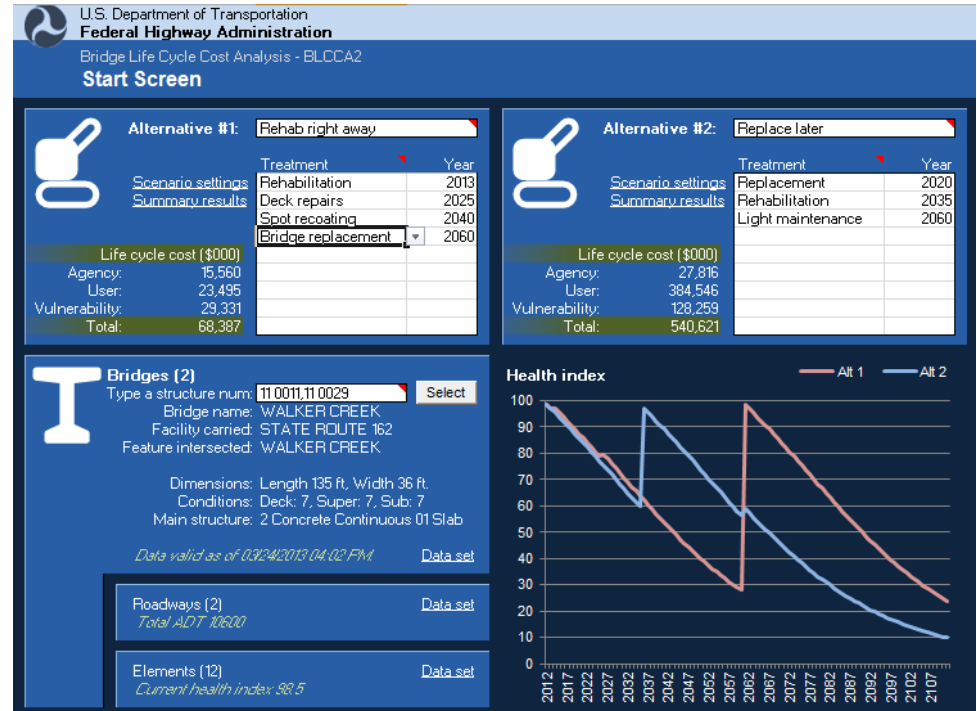 U.S. Department of Transportation
Federal Highway Administration
Bridge Life Cycle Cost Analysis - BLCCA2
Start Screen
Alternative #1: Rehab right away
Treatment Year
Scenario settings Rehabilitation 2013
Summary results Deck repairs 2025
Spot recoating 2040
Bridge replacement 2060
Life cycle cost ($000)
Agency: 15,560
User: 23,495
Vulnerability: 29,331
Total: 68,387
Alternative #2: Replace later
Treatment Year
Scenario settings Replacement 2020
Summary results Rehabilitation 2035
Light maintenance 2060
Life cycle cost ($000)
Agency: 27,816
User: 384,546
Vulnerability: 128,259
Total: 540,621
Bridges (2)
Type a structure num: 11 0011,11 0029 Select
Bridge name: WALKER CREEK
Facility carried: STATE ROUTE 162
Feature intersected: WALKER CREEK
Dimensions: Length 135 ft, Width 36 ft.
Conditions: Deck: 7, Super: 7, Sub: 7
Main structure: 2 Concrete Continuous 01 Slab
Data valid as of 03/24/2013 04:02 PM. Data set
Roadways (2) Data set
Total ADT 10600
Elements (12) Data set
Current health index 98.5
Health index Alt 1 Alt 2
100
90
80
70
60
50
40
30
20
10
0
2012 2017 2022 2027 2032 2037 2042 2047 2052 2057 2062 2067 2072 2077 2082 2087 2092 2097 2102 2107